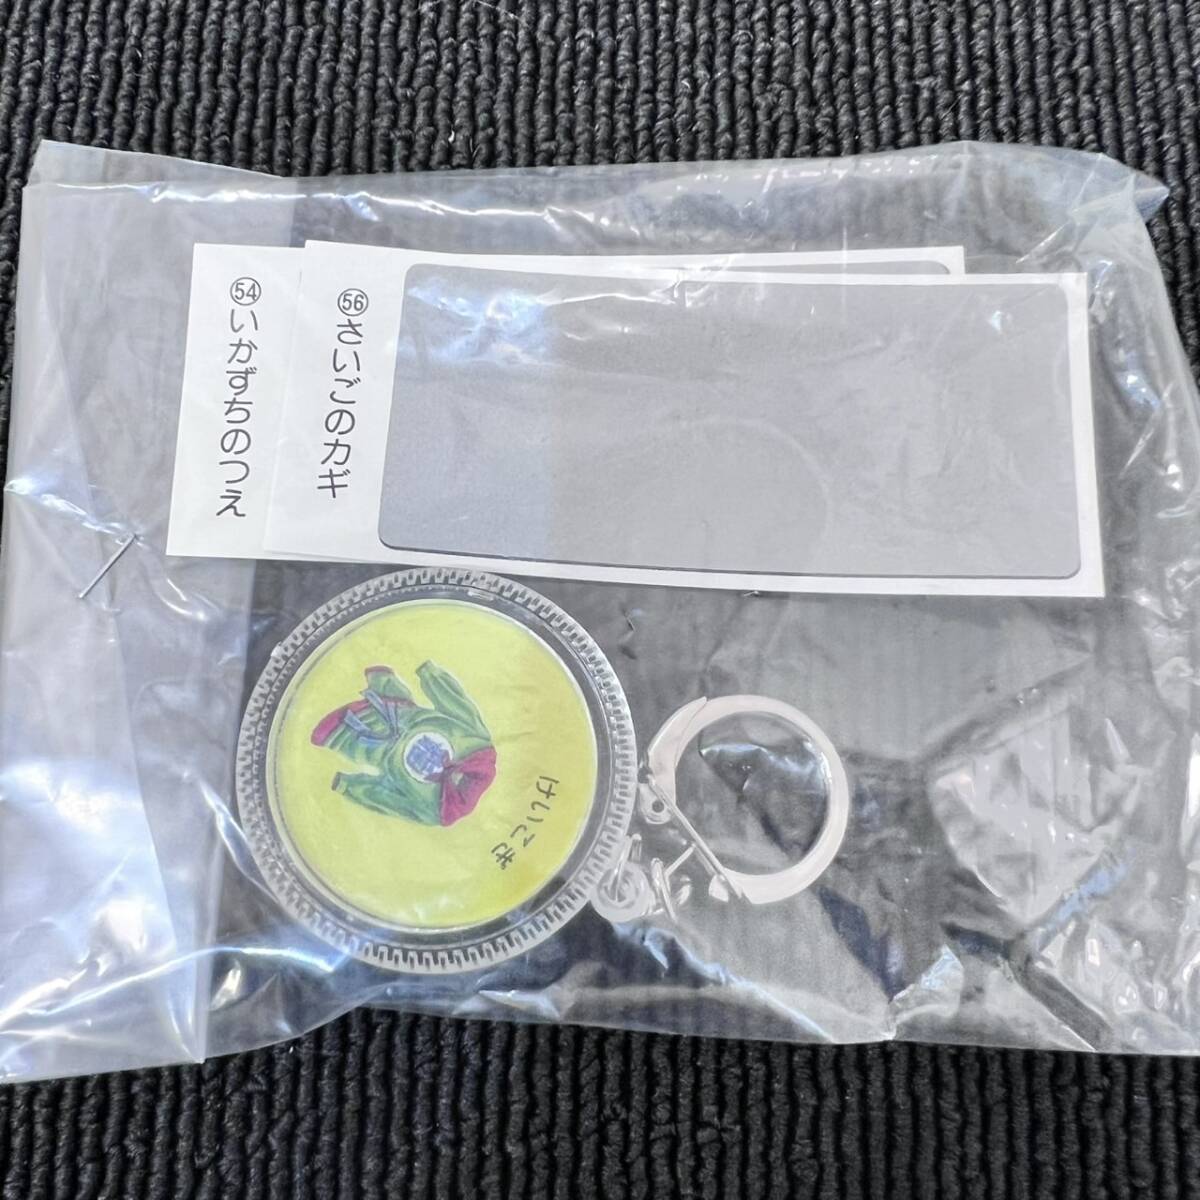 ㊺いかずちのつえ
㊻さいごのカギ
けいこぎ